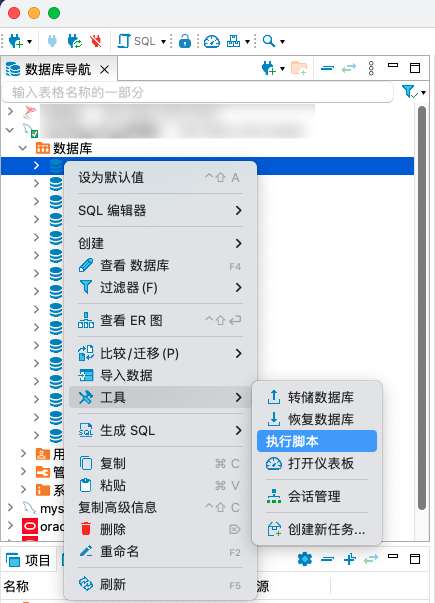 SQL
数据库导航
输入表格名称的一部分
数据库
设为默认值 ^⇧ A
SQL 编辑器
创建
查看 数据库 F4
过滤器 (F)
查看 ER 图 ^⇧↩
比较/迁移 (P)
导入数据
工具
生成 SQL
复制 ⌘ C
粘贴 ⌘ V
复制高级信息 ^⇧ C
删除 ⌦
重命名 F2
刷新 F5
转储数据库
恢复数据库
执行脚本
打开仪表板
会话管理
创建新任务...
用
管
系
mys
orac
项目
名称
源